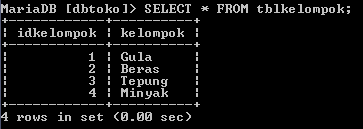 MariaDB [dbtoko]> SELECT * FROM tblkelompok;
+------------+----------+
| idkelompok | kelompok |
+------------+----------+
|          1 | Gula     |
|          2 | Beras    |
|          3 | Tepung   |
|          4 | Minyak   |
+------------+----------+
4 rows in set (0.00 sec)